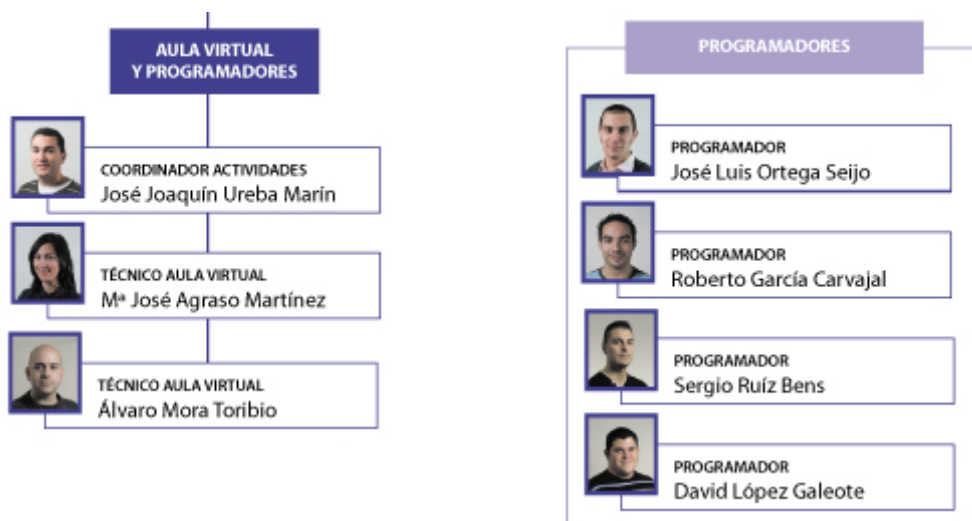 AULA VIRTUAL
Y PROGRAMADORES
COORDINADOR ACTIVIDADES
José Joaquín Ureba Marín
TÉCNICO AULA VIRTUAL
Mª José Agraso Martínez
TÉCNICO AULA VIRTUAL
Álvaro Mora Toribio
PROGRAMADORES
PROGRAMADOR
José Luis Ortega Seijo
PROGRAMADOR
Roberto García Carvajal
PROGRAMADOR
Sergio Ruíz Bens
PROGRAMADOR
David López Galeote